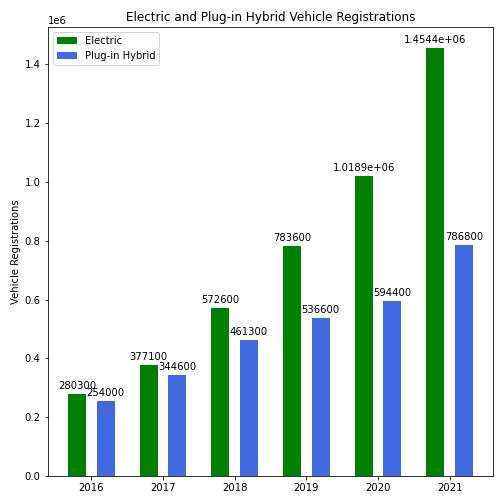 Electric and Plug-in Hybrid Vehicle Registrations
1e6
Electric
Plug-in Hybrid
Vehicle Registrations
1.4
1.2
1.0
0.8
0.6
0.4
0.2
0.0
280300
254000
377100
344600
572600
461300
783600
536600
1.0189e+06
594400
1.4544e+06
786800
2016 2017 2018 2019 2020 2021